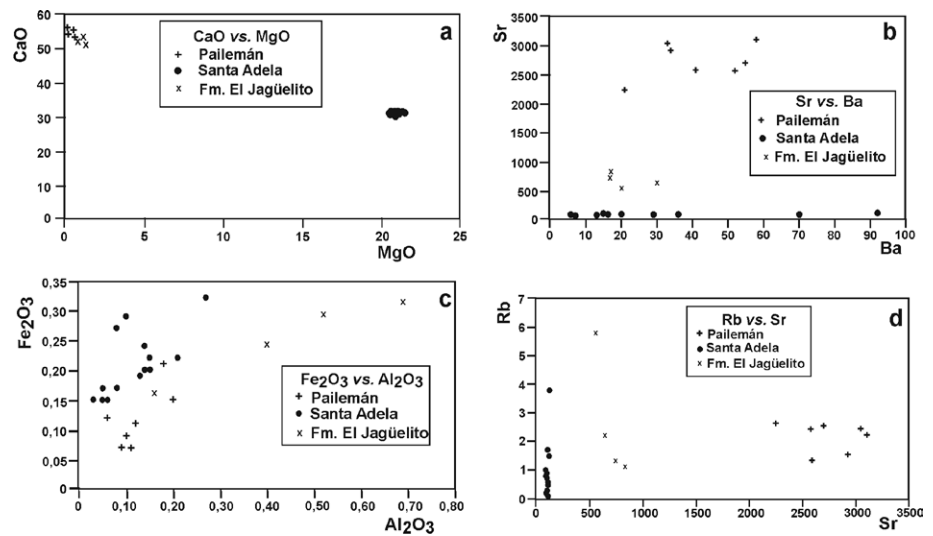 a
CaO vs. MgO
+ Pailemán
● Santa Adela
x Fm. El Jagüelito
CaO
60
50
40
30
20
10
0
0 5 10 15 20 25
MgO
b
Sr vs. Ba
+ Pailemán
● Santa Adela
x Fm. El Jagüelito
Sr
3500
3000
2500
2000
1500
1000
500
0
0 10 20 30 40 50 60 70 80 90 100
Ba
c
Fe2O3 vs. Al2O3
+ Pailemán
● Santa Adela
x Fm. El Jagüelito
Fe2O3
0,35
0,30
0,25
0,20
0,15
0,10
0,05
0
0 0,10 0,20 0,30 0,40 0,50 0,60 0,70 0,80
Al2O3
d
Rb vs. Sr
+ Pailemán
● Santa Adela
x Fm. El Jagüelito
Rb
7
6
5
4
3
2
1
0
0 500 1000 1500 2000 2500 3000 3500
Sr